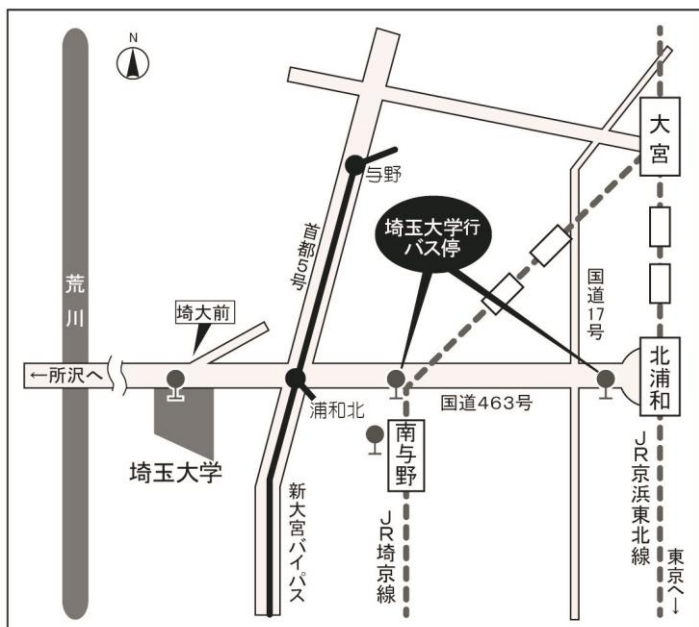 N
大宮
与野
埼玉大学行
バス停
首都5号
国道17号
荒川
埼大前
←所沢へ
北浦和
浦和北
国道463号
埼玉大学
南与野
新大宮バイパス
JR埼京線
JR京浜東北線
東京へ↓